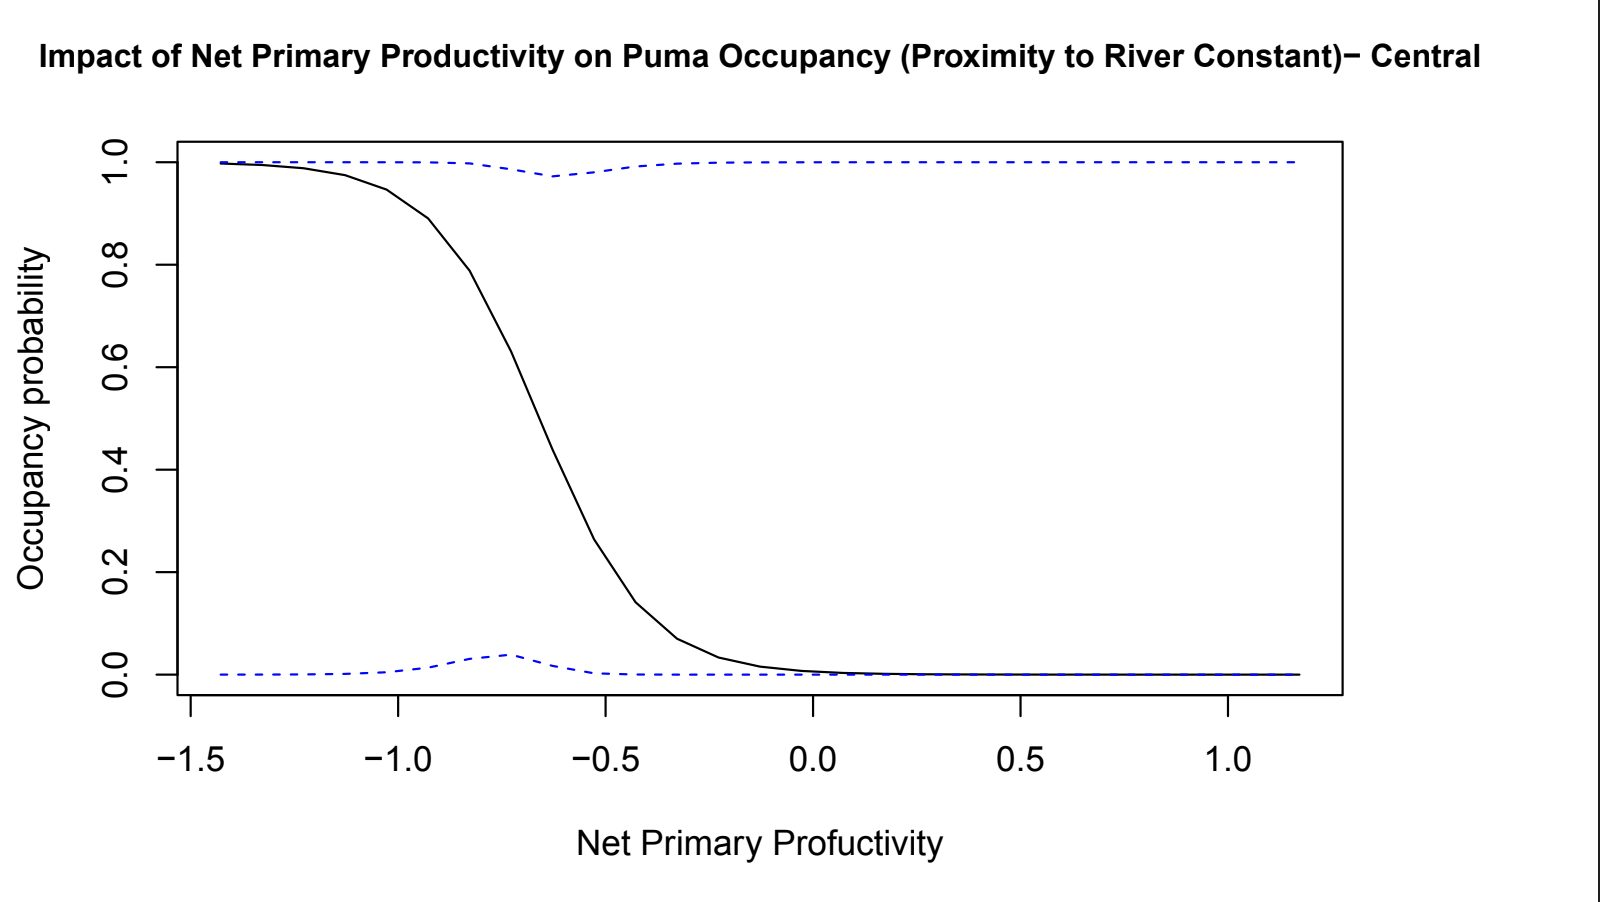 Impact of Net Primary Productivity on Puma Occupancy (Proximity to River Constant)− Central
Occupancy probability
1.0
0.8
0.6
0.4
0.2
0.0
−1.5 −1.0 −0.5 0.0 0.5 1.0
Net Primary Profuctivity